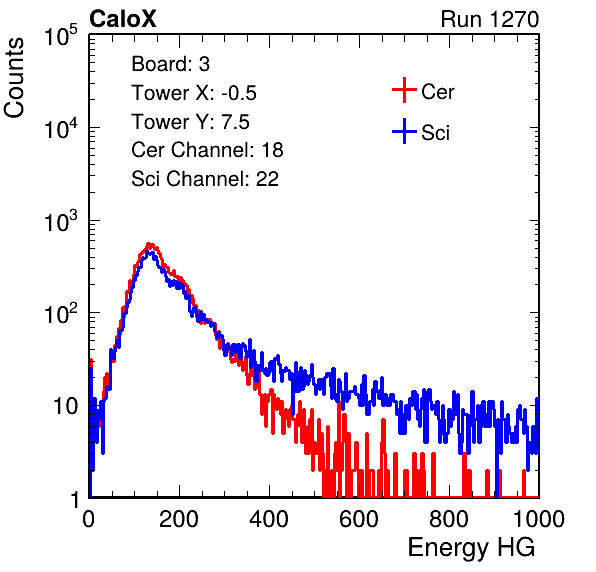 CaloX Run 1270
Counts
10^5
10^4
10^3
10^2
10
1
Board: 3
Tower X: -0.5
Tower Y: 7.5
Cer Channel: 18
Sci Channel: 22
Cer
Sci
0 200 400 600 800 1000
Energy HG